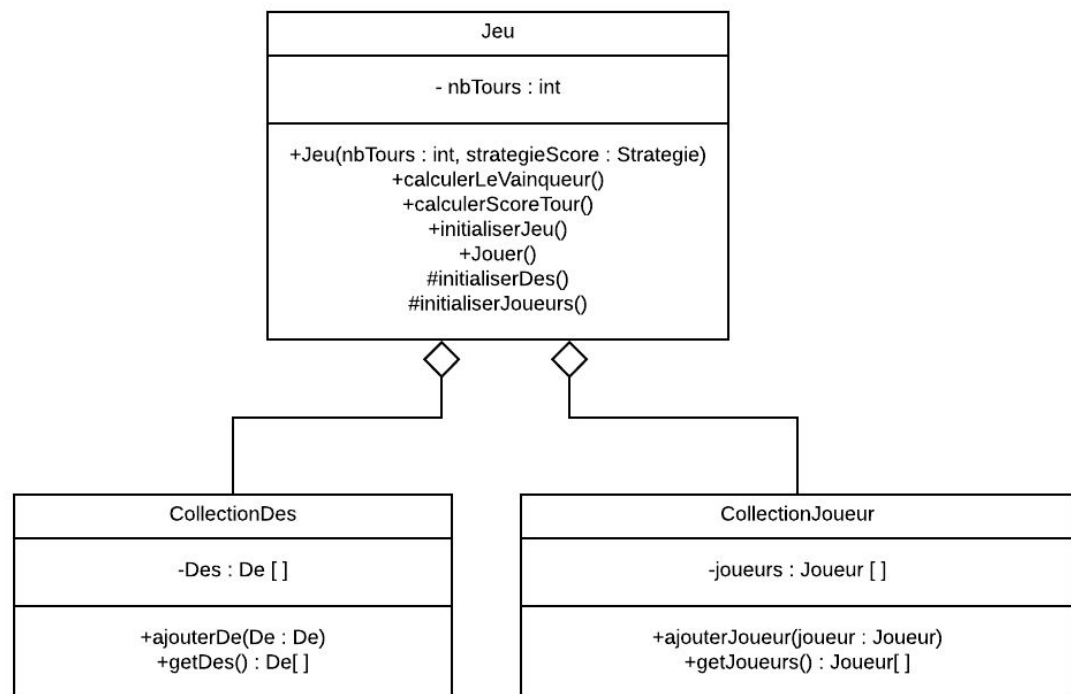 Jeu
- nbTours : int
+Jeu(nbTours : int, strategieScore : Strategie)
+calculerLeVainqueur()
+calculerScoreTour()
+initialiserJeu()
+Jouer()
#initialiserDes()
#initialiserJoueurs()
CollectionDes
-Des : De [ ]
+ajouterDe(De : De)
+getDes() : De[ ]
CollectionJoueur
-joueurs : Joueur [ ]
+ajouterJoueur(joueur : Joueur)
+getJoueurs() : Joueur[ ]